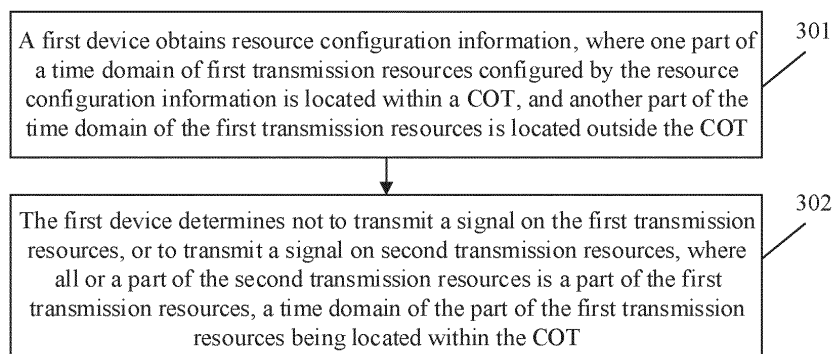 A first device obtains resource configuration information, where one part of
a time domain of first transmission resources configured by the resource
configuration information is located within a COT, and another part of the
time domain of the first transmission resources is located outside the COT
301
The first device determines not to transmit a signal on the first transmission
resources, or to transmit a signal on second transmission resources, where
all or a part of the second transmission resources is a part of the first
transmission resources, a time domain of the part of the first transmission
resources being located within the COT
302